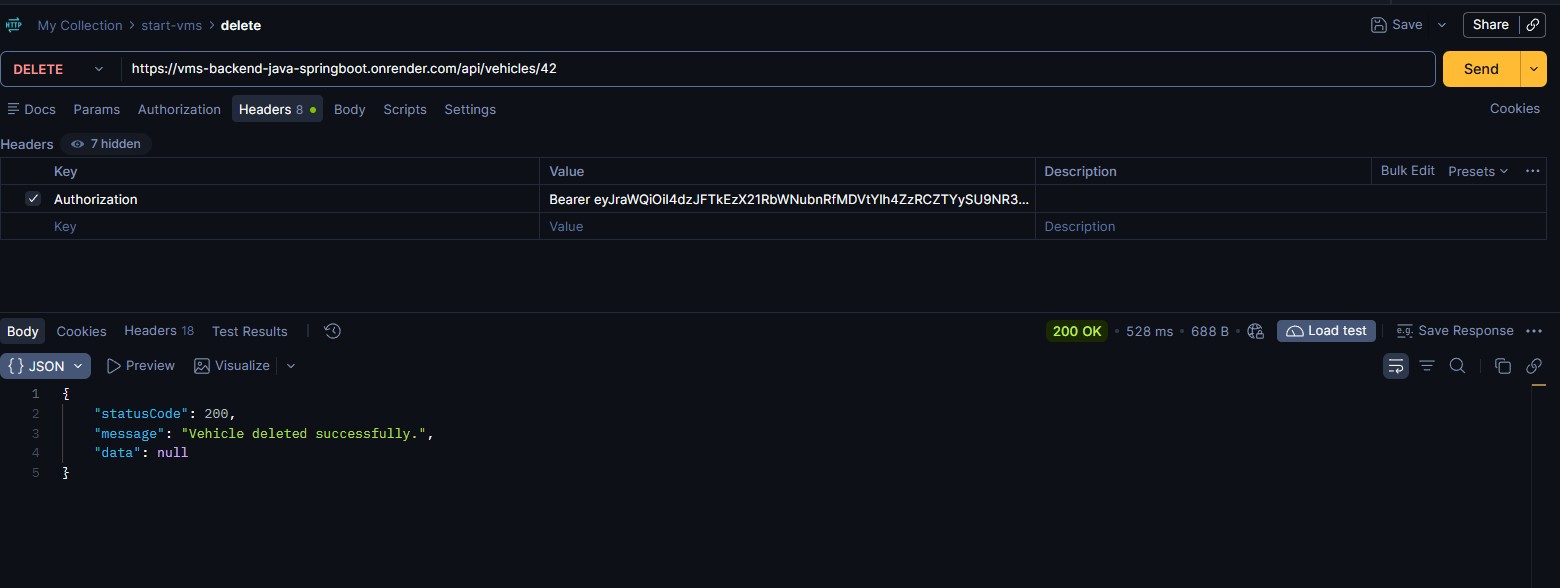 HTTP My Collection > start-vms > delete Save Share
DELETE https://vms-backend-java-springboot.onrender.com/api/vehicles/42 Send
Docs Params Authorization Headers 8 Body Scripts Settings Cookies
Headers 7 hidden
Key Value Description Bulk Edit Presets
Authorization Bearer eyJraWQiOiI4dzJFTkEzX21RbWNubnRfMDVtYlh4ZzRCZTYySU9NR3...
Key Value Description
Body Cookies Headers 18 Test Results 200 OK • 528 ms • 688 B • Load test e.g. Save Response
{} JSON Preview Visualize
1 {
2 "statusCode": 200,
3 "message": "Vehicle deleted successfully.",
4 "data": null
5 }